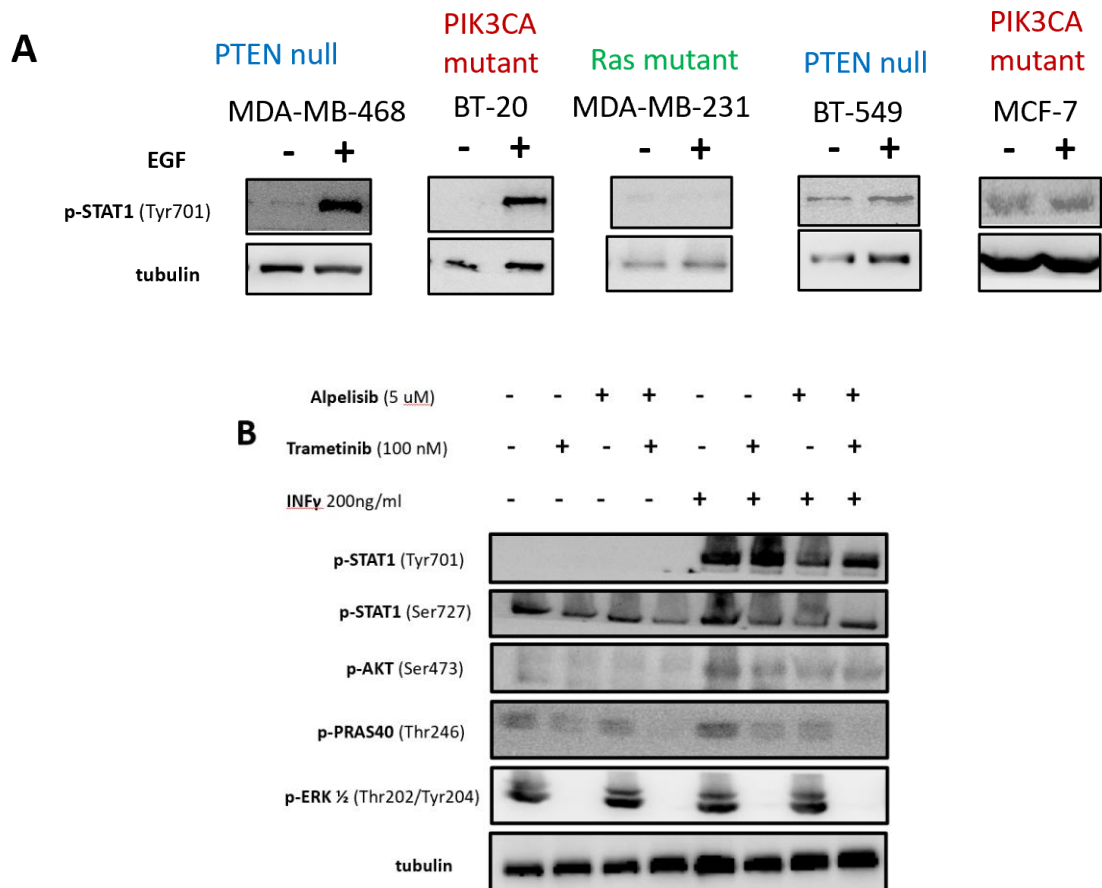 A
PTEN null
PIK3CA
mutant
Ras mutant
PTEN null
PIK3CA
mutant
MDA-MB-468
BT-20
MDA-MB-231
BT-549
MCF-7
EGF - + - + - + - + - +
p-STAT1 (Tyr701)
tubulin
B
Alpelisib (5 uM) - - + + - - + +
Trametinib (100 nM) - + - + - + - +
INFγ 200ng/ml - - - - + + + +
p-STAT1 (Tyr701)
p-STAT1 (Ser727)
p-AKT (Ser473)
p-PRAS40 (Thr246)
p-ERK ½ (Thr202/Tyr204)
tubulin